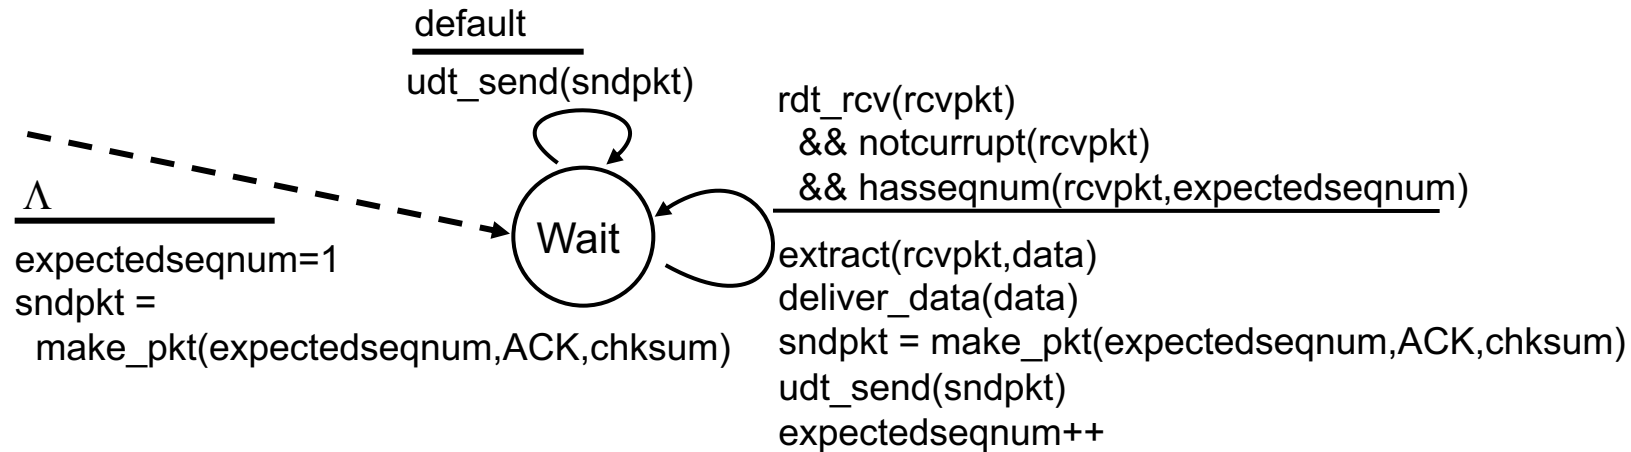 default
udt_send(sndpkt)
rdt_rcv(rcvpkt)
&& notcurrupt(rcvpkt)
&& hasseqnum(rcvpkt,expectedseqnum)
Λ
expectedseqnum=1
sndpkt =
make_pkt(expectedseqnum,ACK,chksum)
Wait
extract(rcvpkt,data)
deliver_data(data)
sndpkt = make_pkt(expectedseqnum,ACK,chksum)
udt_send(sndpkt)
expectedseqnum++